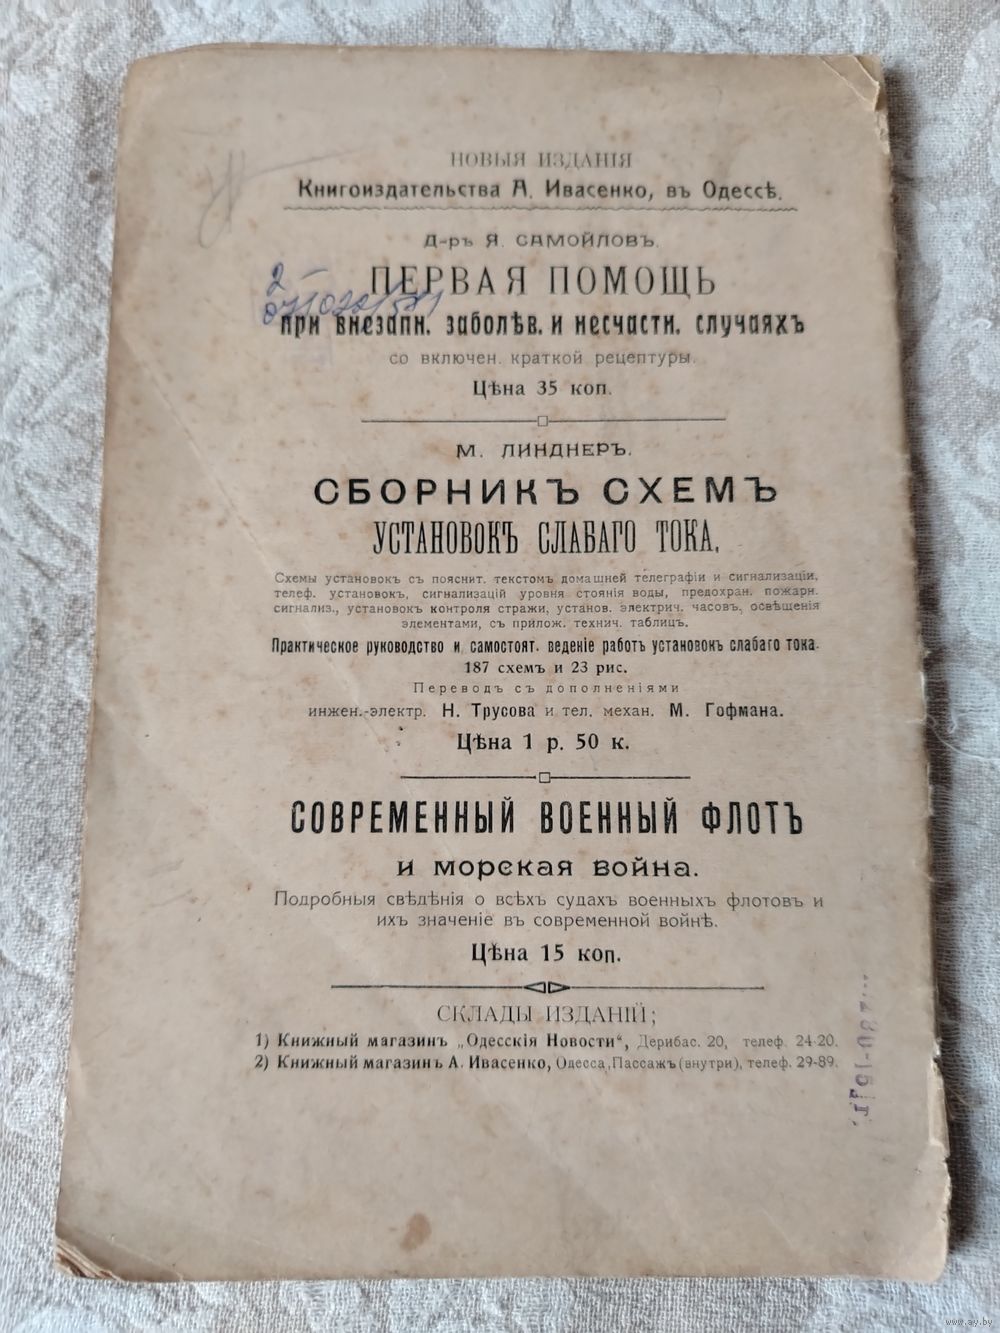 НОВЫЯ ИЗДАНІЯ
Книгоиздательства А. Ивасенко, въ Одессѣ.
Д-ръ Я. САМОЙЛОВЪ.
ПЕРВАЯ ПОМОЩЬ
при внезапн. заболѣв. и несчастн. случаяхъ
со включен. краткой рецептуры.
Цѣна 35 коп.
М. ЛИНДНЕРЪ.
СБОРНИКЪ СХЕМЪ
УСТАНОВОКЪ СЛАБАГО ТОКА.
Схемы установокъ съ пояснит. текстомъ домашней телеграфіи и сигнализаціи,
телеф. установокъ, сигнализацій уровня стоянія воды, предохран. пожарн.
сигнализ., установокъ контроля стражи, установ. электрич. часовъ, освѣщенія
элементами, съ прилож. технич. таблицъ.
Практическое руководство и самостоят. веденіе работъ установокъ слабаго тока.
187 схемъ и 23 рис.
Переводъ съ дополненіями
инжен.-электр. Н. Трусова и тел. механ. М. Гофмана.
Цѣна 1 р. 50 к.
СОВРЕМЕННЫЙ ВОЕННЫЙ ФЛОТЪ
и морская война.
Подробныя свѣдѣнія о всѣхъ судахъ военныхъ флотовъ и
ихъ значеніе въ современной войнѣ.
Цѣна 15 коп.
СКЛАДЫ ИЗДАНІЙ;
1) Книжный магазинъ „Одесскія Новости“, Дерибас. 20, телеф. 24-20.
2) Книжный магазинъ А. Ивасенко, Одесса, Пассажъ (внутри), телеф. 29-89.
www.ay.by